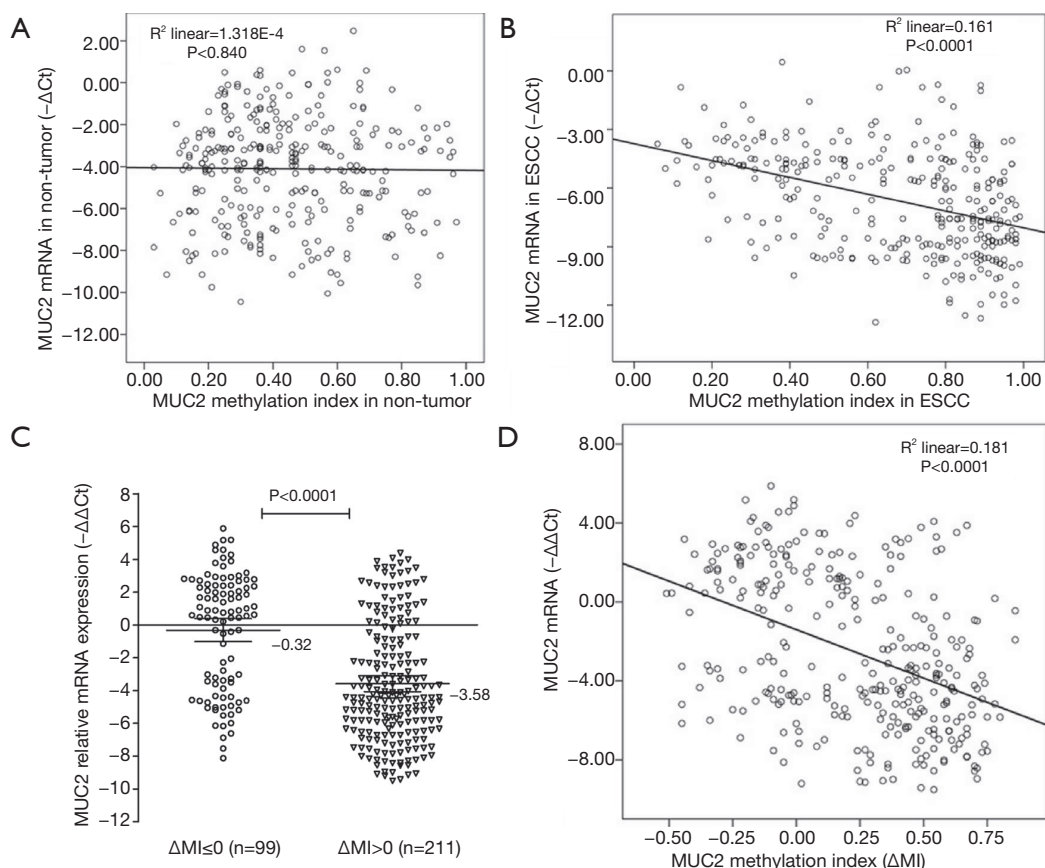 A
R² linear=1.318E-4
P<0.840
MUC2 mRNA in non-tumor (−ΔCt)
2.00
0.00
−2.00
−4.00
−6.00
−8.00
−10.00
−12.00
0.00 0.20 0.40 0.60 0.80 1.00
MUC2 methylation index in non-tumor
B
R² linear=0.161
P<0.0001
MUC2 mRNA in ESCC (−ΔCt)
0.00
−3.00
−6.00
−9.00
−12.00
0.00 0.20 0.40 0.60 0.80 1.00
MUC2 methylation index in ESCC
C
P<0.0001
MUC2 relative mRNA expression (−ΔΔCt)
8
6
4
2
0
−2
−4
−6
−8
−10
−12
−0.32
−3.58
ΔMI≤0 (n=99) ΔMI>0 (n=211)
D
R² linear=0.181
P<0.0001
MUC2 mRNA (−ΔΔCt)
8.00
4.00
0.00
−4.00
−8.00
−0.50 −0.25 0.00 0.25 0.50 0.75
MUC2 methylation index (ΔMI)